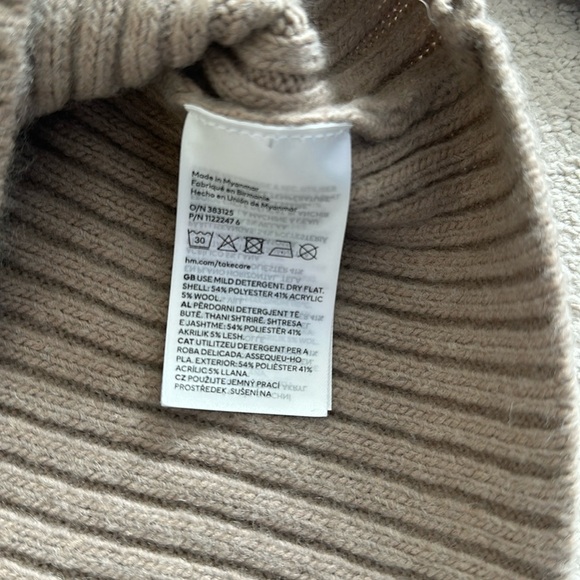 Made in Myanmar
Fabriqué en Birmanie
Hecho en Unión de Myanmar
O/N 383125
P/N 1122247 6
30
hm.com/takecare
GB USE MILD DETERGENT. DRY FLAT.
SHELL: 54% POLYESTER 41% ACRYLIC
5% WOOL.
AL PËRDORNI DETERGJENT TË
BUTË. THANI SHTRIRË. SHTRESA
E JASHTME: 54% POLIESTËR 41%
AKRILIK 5% LESH.
CAT UTILITZEU DETERGENT PER A
ROBA DELICADA. ASSEQUEU-HO
PLA. EXTERIOR: 54% POLIÈSTER 41%
ACRÍLIC 5% LLANA.
CZ POUŽIJTE JEMNÝ PRACÍ
PROSTŘEDEK. SUŠENÍ NA